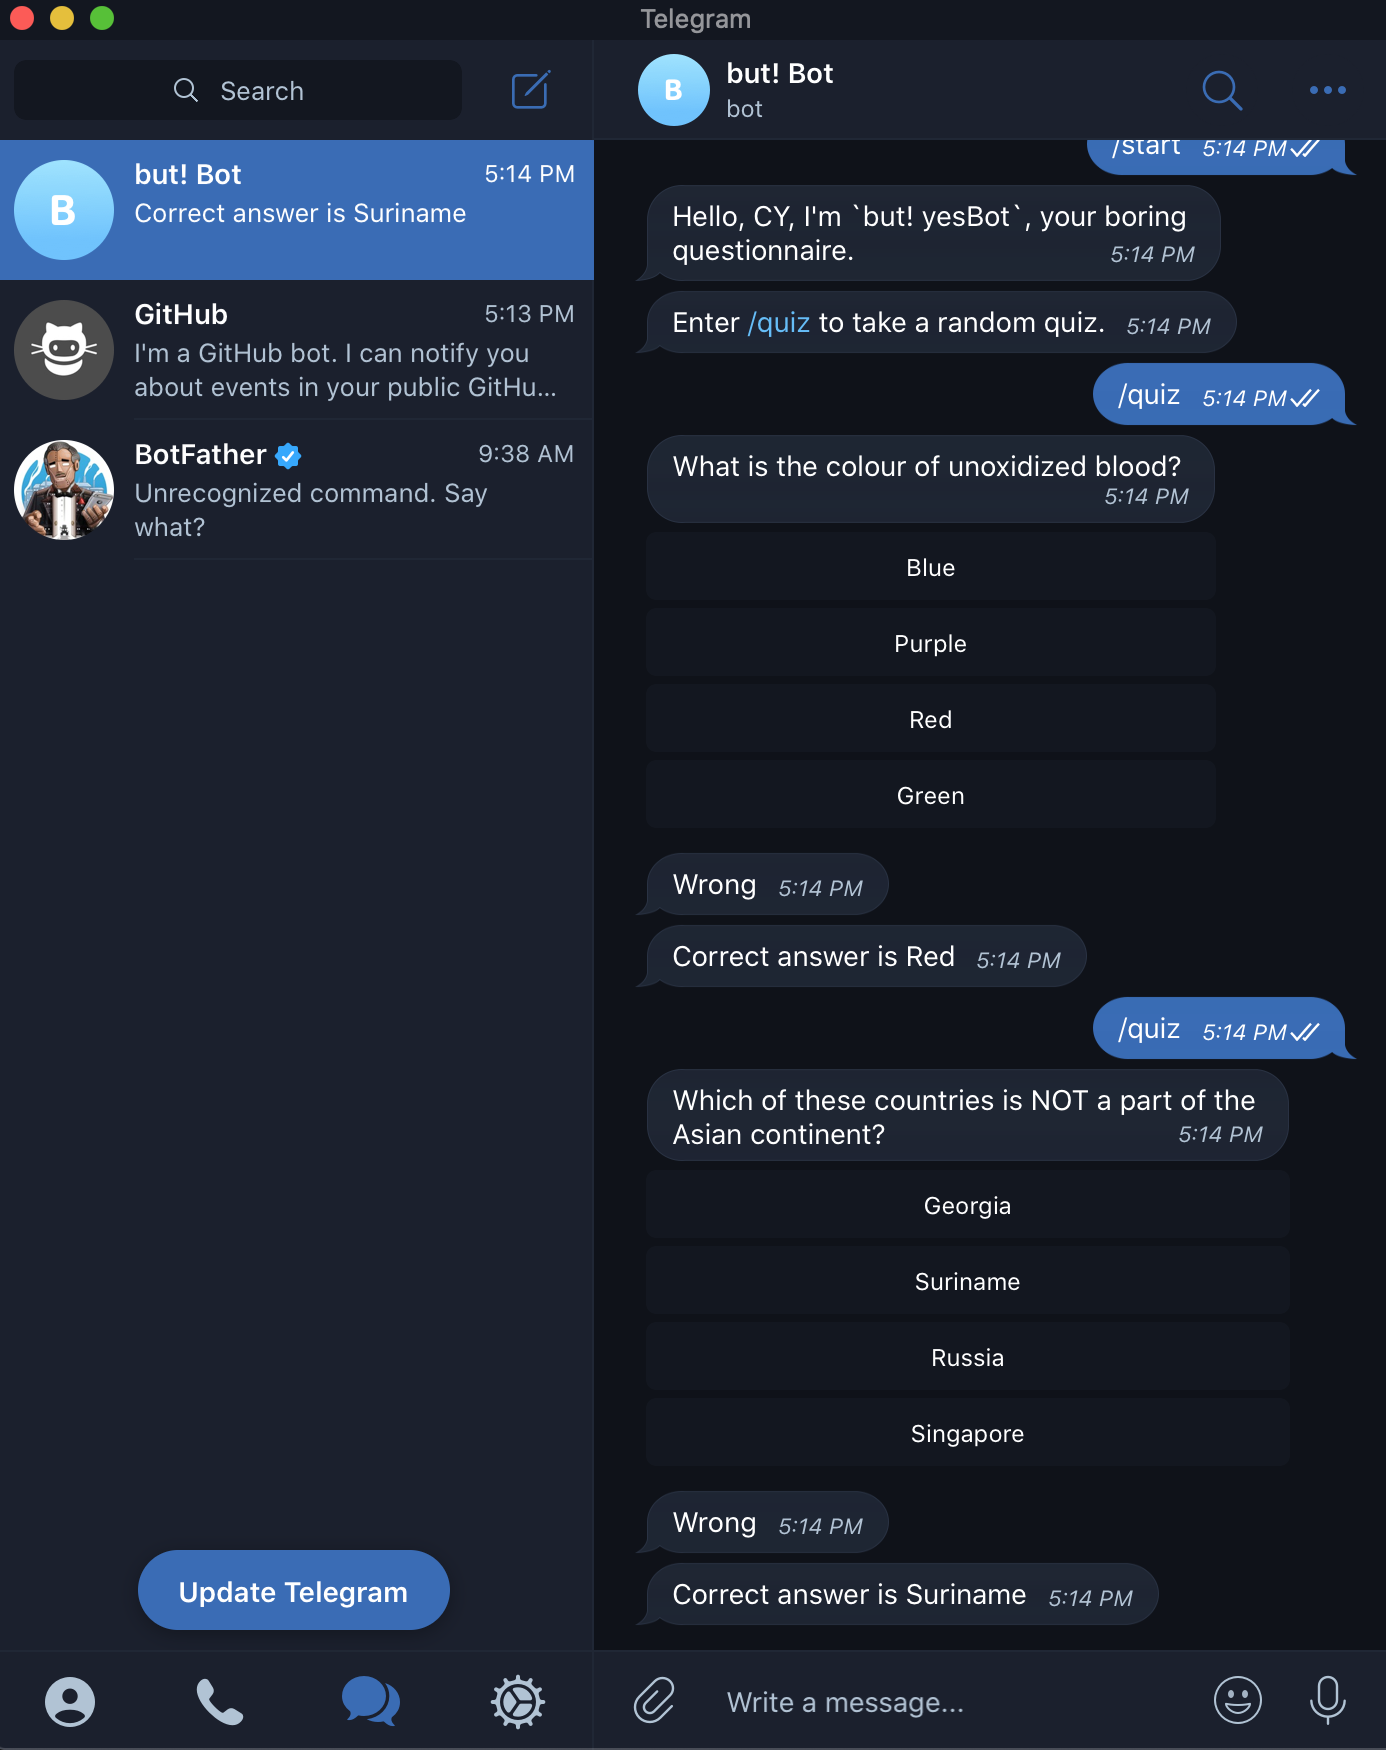 Telegram
Search
B
but! Bot
5:14 PM
Correct answer is Suriname
GitHub
5:13 PM
I'm a GitHub bot. I can notify you
about events in your public GitHu...
BotFather
9:38 AM
Unrecognized command. Say
what?
Update Telegram
B
but! Bot
bot
/start 5:14 PM
Hello, CY, I'm `but! yesBot`, your boring
questionnaire. 5:14 PM
Enter /quiz to take a random quiz. 5:14 PM
/quiz 5:14 PM
What is the colour of unoxidized blood?
5:14 PM
Blue
Purple
Red
Green
Wrong 5:14 PM
Correct answer is Red 5:14 PM
/quiz 5:14 PM
Which of these countries is NOT a part of the
Asian continent? 5:14 PM
Georgia
Suriname
Russia
Singapore
Wrong 5:14 PM
Correct answer is Suriname 5:14 PM
Write a message...